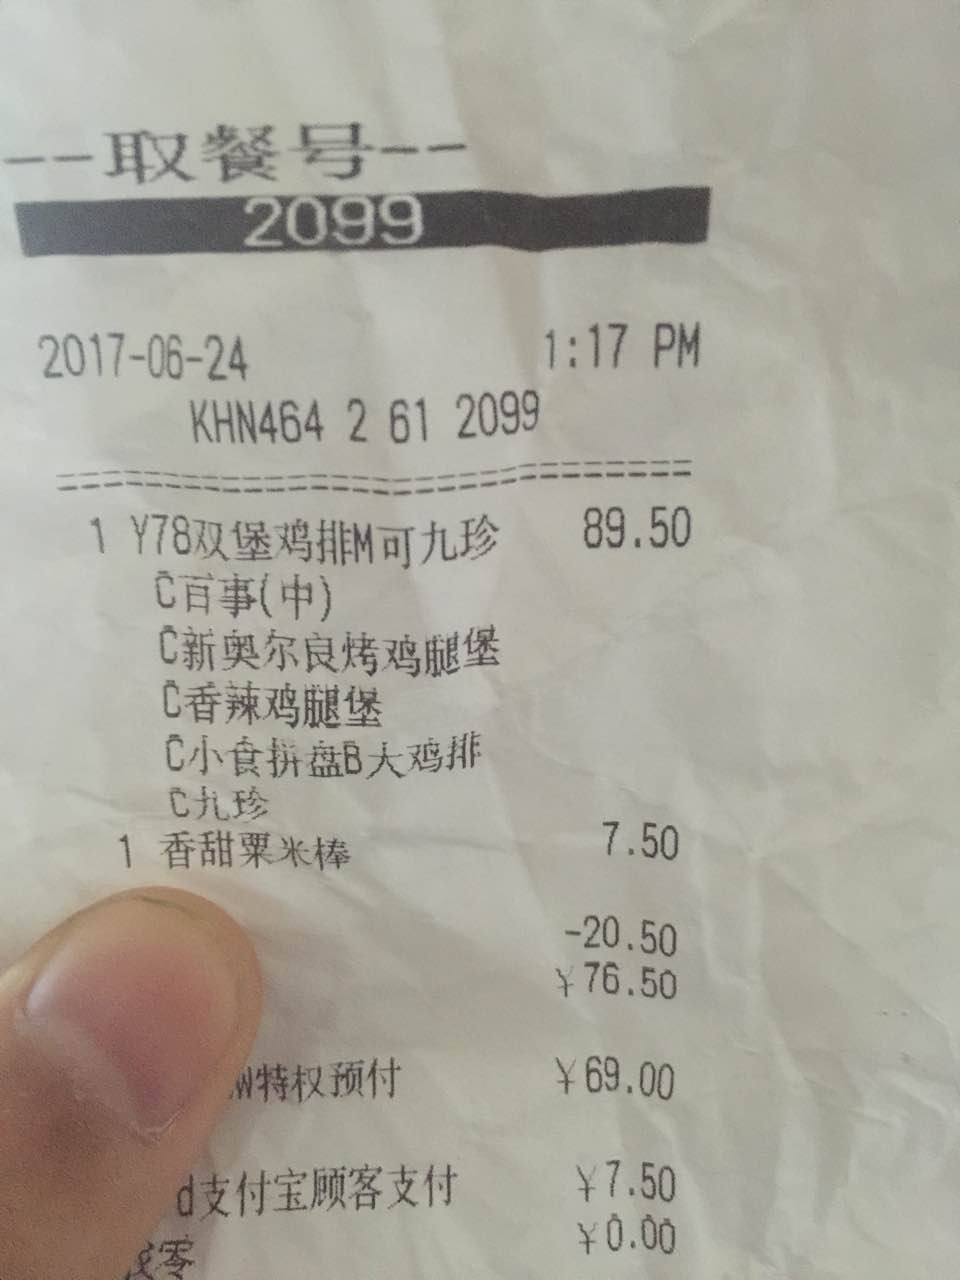 --取餐号--
2099
2017-06-24 1:17 PM
KHN464 2 61 2099
==============================
1 Y78双堡鸡排M可九珍 89.50
C百事(中)
C新奥尔良烤鸡腿堡
C香辣鸡腿堡
C小食拼盘B大鸡排
C九珍
1 香甜粟米棒 7.50
-20.50
¥76.50
W特权预付 ¥69.00
d支付宝顾客支付 ¥7.50
零 ¥0.00